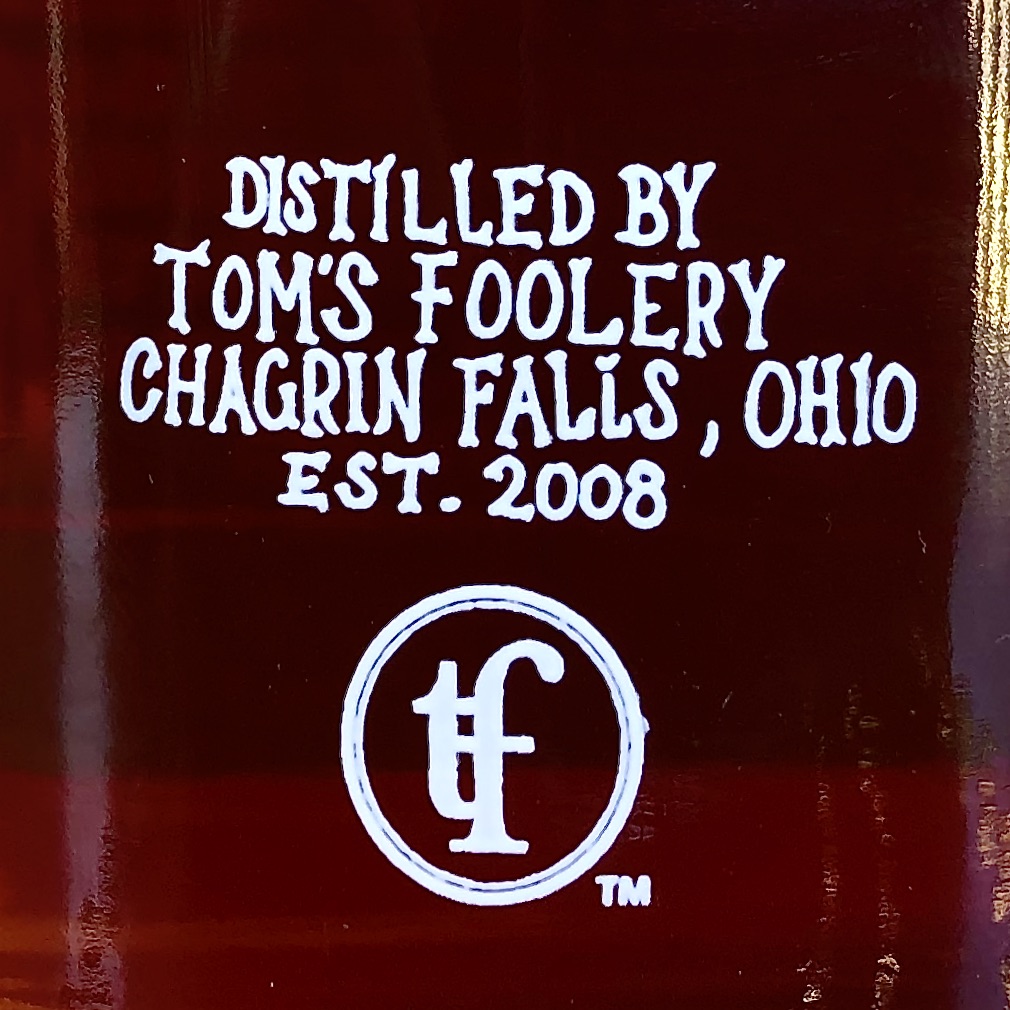 DISTILLED BY
TOM'S FOOLERY
CHAGRIN FALLS, OHIO
EST. 2008
tf
TM